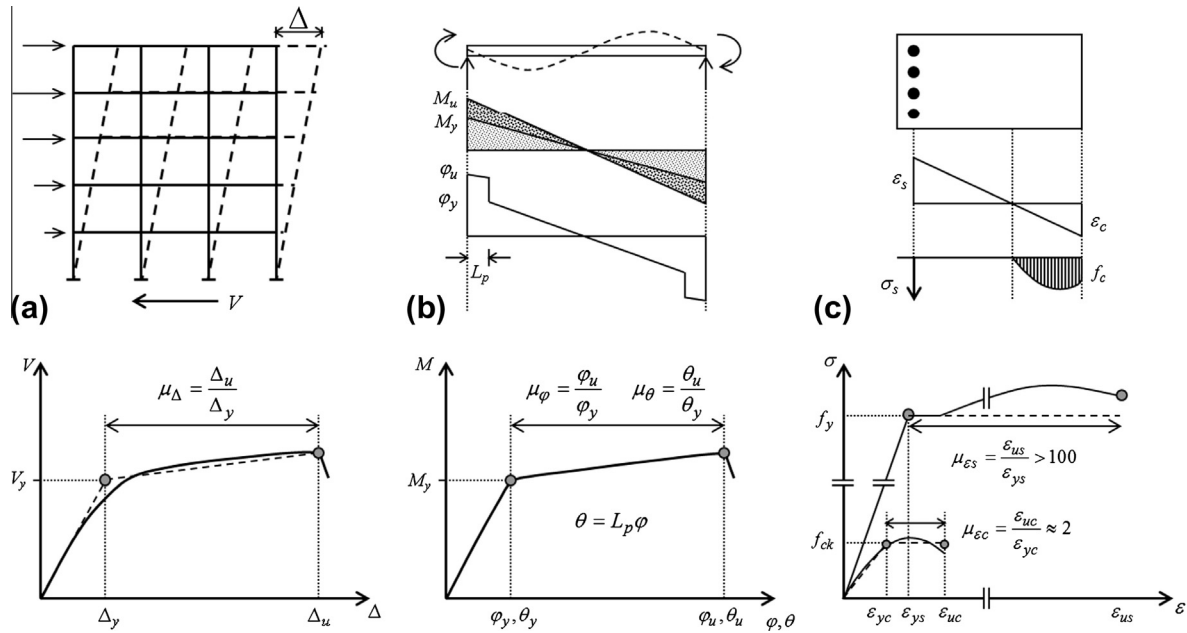 Δ
V
(a)
M_u
M_y
φ_u
φ_y
L_p
(b)
ε_s
ε_c
σ_s
f_c
(c)
V
μ_Δ = Δ_u / Δ_y
V_y
Δ_y
Δ_u
Δ
M
μ_φ = φ_u / φ_y
μ_θ = θ_u / θ_y
M_y
θ = L_p φ
φ_y, θ_y
φ_u, θ_u
φ, θ
σ
f_y
μ_εs = ε_us / ε_ys > 100
f_ck
μ_εc = ε_uc / ε_yc ≈ 2
ε_yc
ε_ys
ε_uc
ε_us
ε